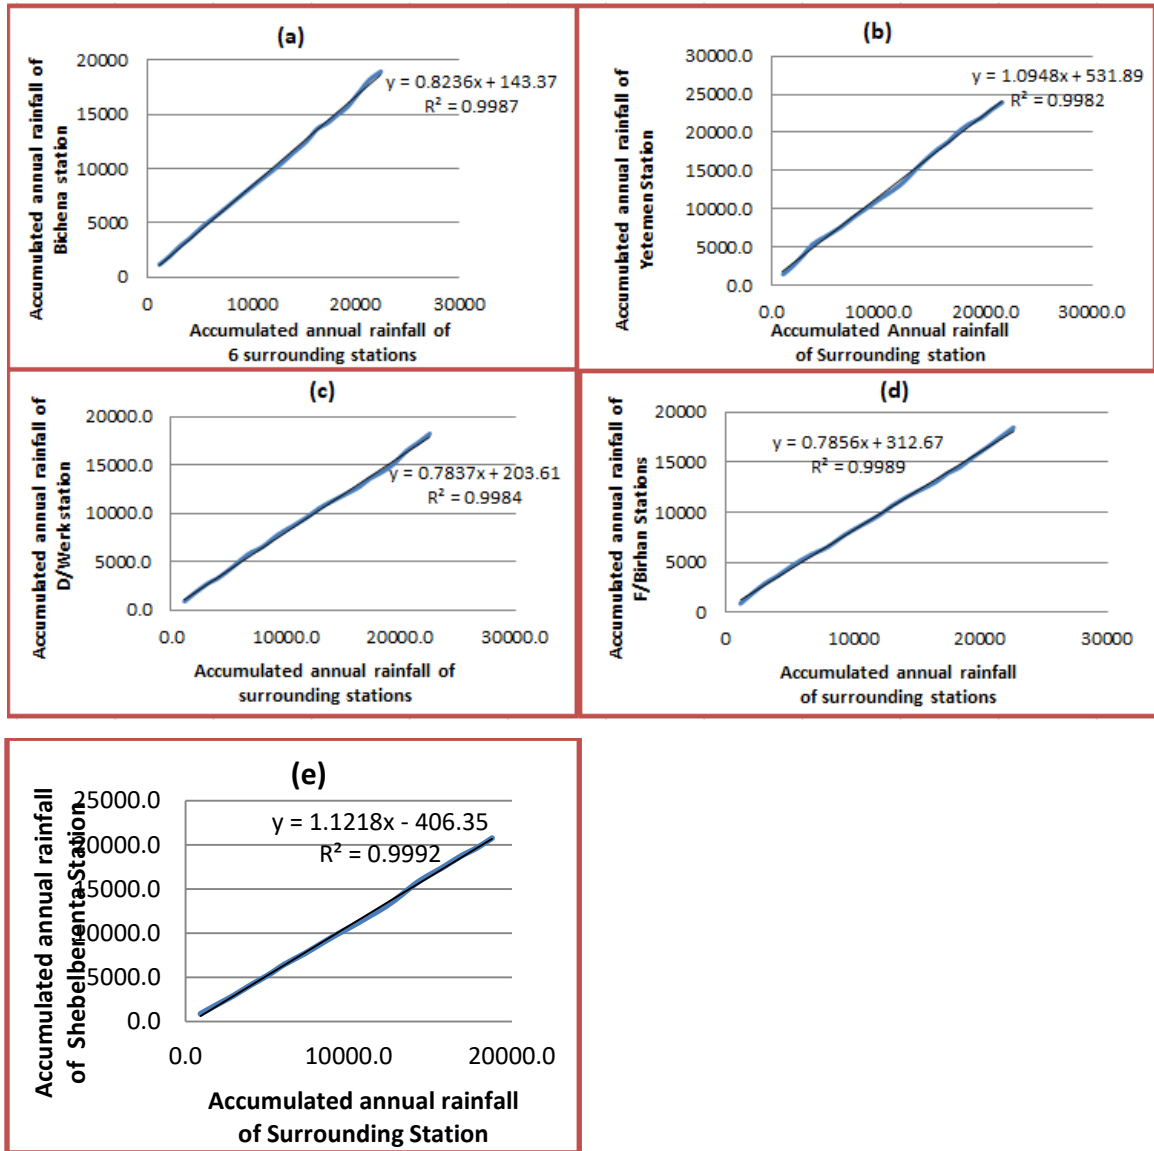 (a)
Accumulated annual rainfall of
Bichena station
20000
15000
10000
5000
0
y = 0.8236x + 143.37
R² = 0.9987
0 10000 20000 30000
Accumulated annual rainfall of
6 surrounding stations
(b)
Accumulated annual rainfall of
Yetemen Station
30000.0
25000.0
20000.0
15000.0
10000.0
5000.0
0.0
y = 1.0948x + 531.89
R² = 0.9982
0.0 10000.0 20000.0 30000.0
Accumulated Annual rainfall
of Surrounding station
(c)
Accumulated annual rainfall of
D/Werk station
20000.0
15000.0
10000.0
5000.0
0.0
y = 0.7837x + 203.61
R² = 0.9984
0.0 10000.0 20000.0 30000.0
Accumulated annual rainfall of
surrounding stations
(d)
Accumulated annual rainfall of
F/Birhan Stations
20000
15000
10000
5000
0
y = 0.7856x + 312.67
R² = 0.9989
0 10000 20000 30000
Accumulated annual rainfall
of surrounding stations
(e)
Accumulated annual rainfall
of Shebelberenta Station
25000.0
20000.0
15000.0
10000.0
5000.0
0.0
y = 1.1218x - 406.35
R² = 0.9992
0.0 10000.0 20000.0
Accumulated annual rainfall
of Surrounding Station